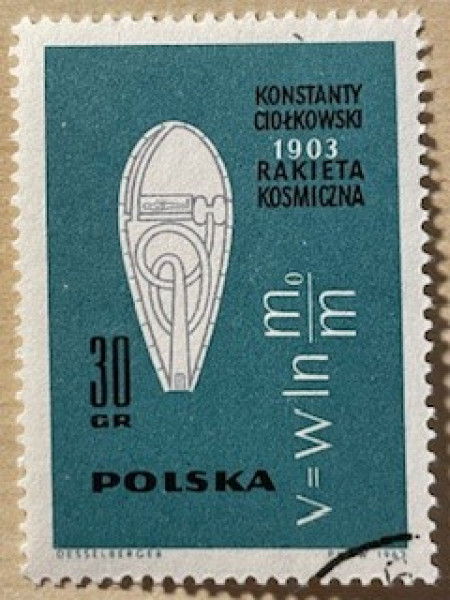 KONSTANTY
CIOŁKOWSKI
1903
RAKIETA
KOSMICZNA
v = w ln m₀/m
30
GR
POLSKA
DESSELBERGER